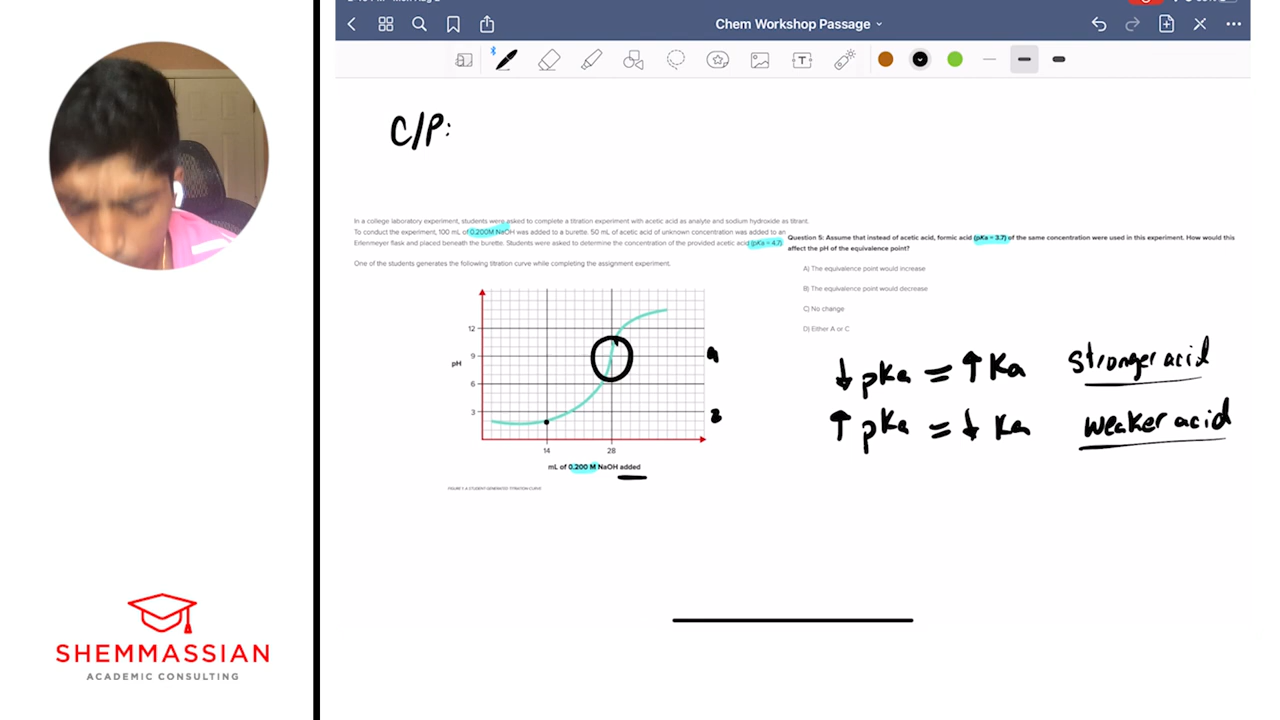 Chem Workshop Passage
C/P:
In a college laboratory experiment, students were asked to complete a titration experiment with acetic acid as analyte and sodium hydroxide as titrant.
To conduct the experiment, 100 mL of 0.200M NaOH was added to a burette. 50 mL of acetic acid of unknown concentration was added to an
Erlenmeyer flask and placed beneath the burette. Students were asked to determine the concentration of the provided acetic acid (pKa = 4.7)
One of the students generates the following titration curve while completing the assignment experiment.
12
pH
9
6
3
14
28
mL of 0.200 M NaOH added
FIGURE 1. A STUDENT-GENERATED TITRATION CURVE
9
2
Question 5: Assume that instead of acetic acid, formic acid (pKa = 3.7) of the same concentration were used in this experiment. How would this
affect the pH of the equivalence point?
A) The equivalence point would increase
B) The equivalence point would decrease
C) No change
D) Either A or C
↓ pKa = ↑ Ka stronger acid
↑ pKa = ↓ Ka weaker acid
SHEMMASSIAN
ACADEMIC CONSULTING